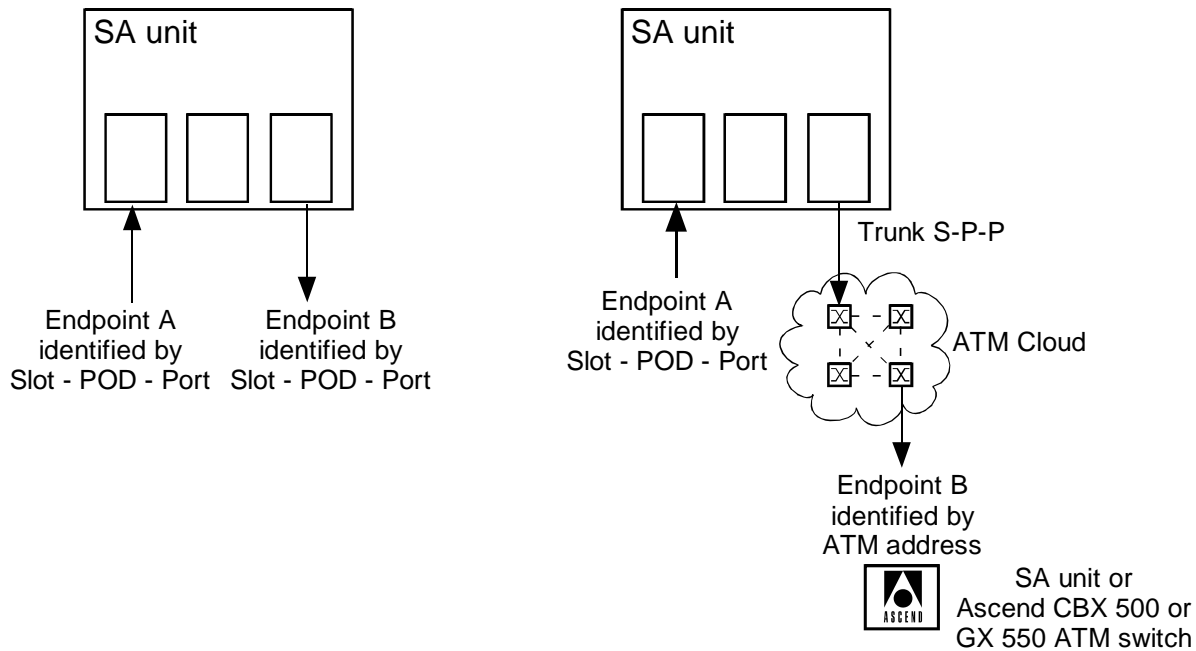 SA unit
Endpoint A
identified by
Slot - POD - Port
Endpoint B
identified by
Slot - POD - Port
SA unit
Trunk S-P-P
Endpoint A
identified by
Slot - POD - Port
ATM Cloud
Endpoint B
identified by
ATM address
ASCEND
SA unit or
Ascend CBX 500 or
GX 550 ATM switch